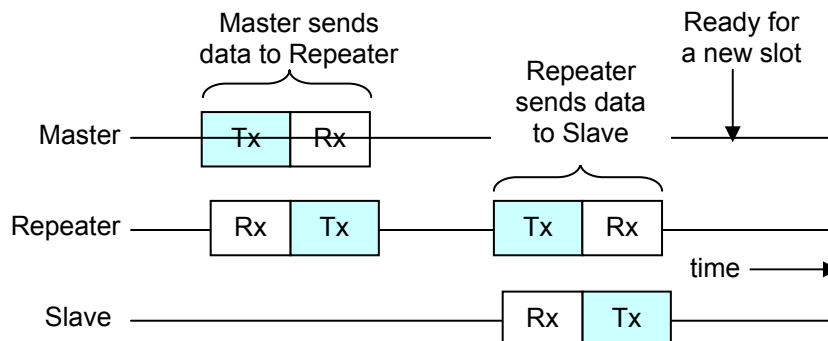 Master sends
data to Repeater
Ready for
a new slot
Repeater
sends data
to Slave
Master
Tx
Rx
Repeater
Rx
Tx
Tx
Rx
time
Slave
Rx
Tx